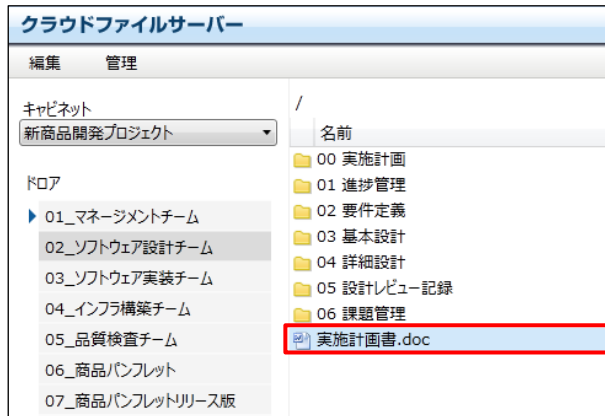 クラウドファイルサーバー
編集 管理
キャビネット
新商品開発プロジェクト
ドロア
01_マネージメントチーム
02_ソフトウェア設計チーム
03_ソフトウェア実装チーム
04_インフラ構築チーム
05_品質検査チーム
06_商品パンフレット
07_商品パンフレットリリース版
/
名前
00 実施計画
01 進捗管理
02 要件定義
03 基本設計
04 詳細設計
05 設計レビュー記録
06 課題管理
実施計画書.doc